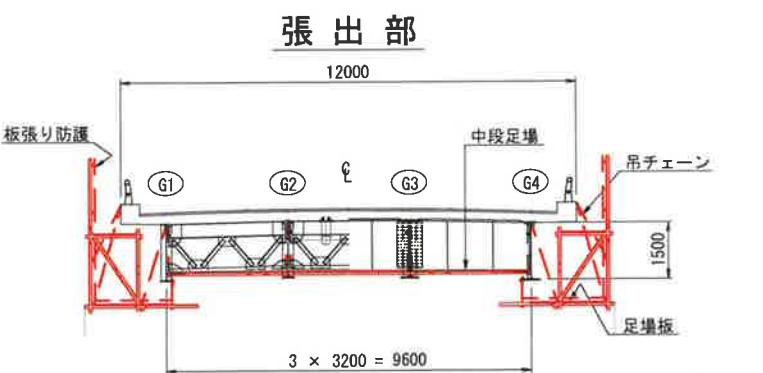 張出部
12000
板張り防護
中段足場
吊チェーン
G1
G2
℄
G3
G4
1500
足場板
3 × 3200 = 9600